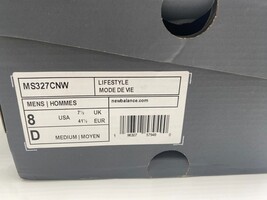 MS327CNW
LIFESTYLE
MODE DE VIE
MENS | HOMMES
newbalance.com
8 USA 7½ UK
41½ EUR
D MEDIUM | MOYEN